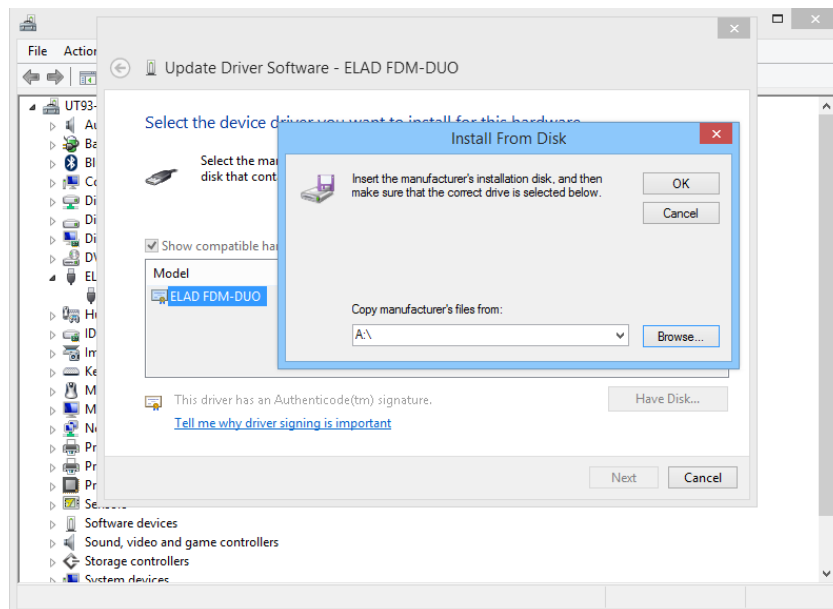 File Action
Update Driver Software - ELAD FDM-DUO
UT93-
Select the device driver you want to install for this hardware.
Install From Disk
Select the ma
disk that cont
Insert the manufacturer's installation disk, and then
make sure that the correct drive is selected below.
OK
Cancel
Show compatible ha
Model
ELAD FDM-DUO
Copy manufacturer's files from:
A:\
Browse...
This driver has an Authenticode(tm) signature.
Have Disk...
Tell me why driver signing is important
Next
Cancel
Au
Ba
Bl
Co
Di
Di
Di
DV
EL
Hu
ID
Im
Ke
M
M
Ne
Pr
Pr
Pr
Se
Software devices
Sound, video and game controllers
Storage controllers
System devices